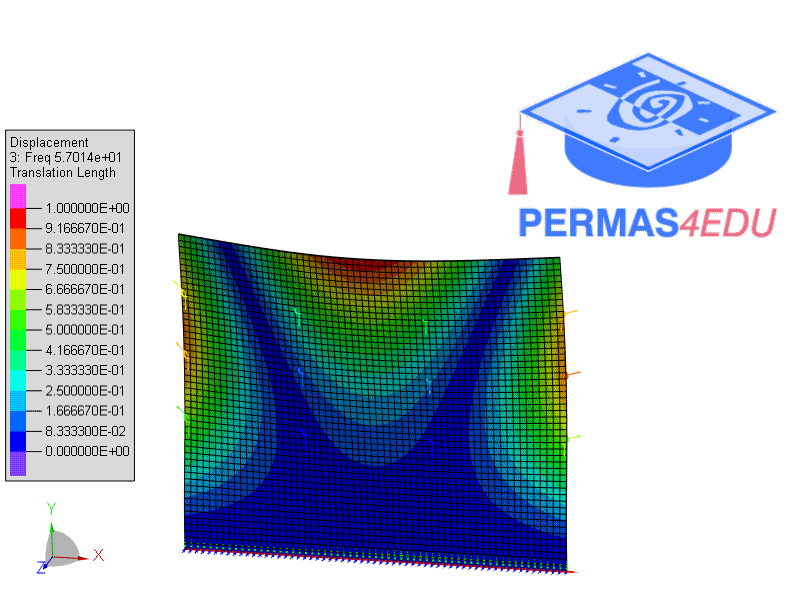 Displacement
3: Freq 5.7014e+01
Translation Length
1.000000E+00
9.166670E-01
8.333330E-01
7.500000E-01
6.666670E-01
5.833330E-01
5.000000E-01
4.166670E-01
3.333330E-01
2.500000E-01
1.666670E-01
8.333300E-02
0.000000E+00
PERMAS4EDU
Y
X
Z